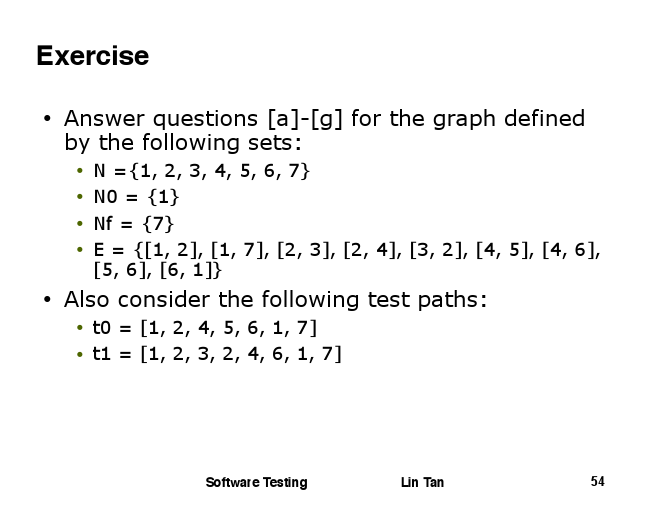 Exercise
• Answer questions [a]-[g] for the graph defined
by the following sets:
• N ={1, 2, 3, 4, 5, 6, 7}
• N0 = {1}
• Nf = {7}
• E = {[1, 2], [1, 7], [2, 3], [2, 4], [3, 2], [4, 5], [4, 6],
[5, 6], [6, 1]}
• Also consider the following test paths:
• t0 = [1, 2, 4, 5, 6, 1, 7]
• t1 = [1, 2, 3, 2, 4, 6, 1, 7]
Software Testing Lin Tan 54